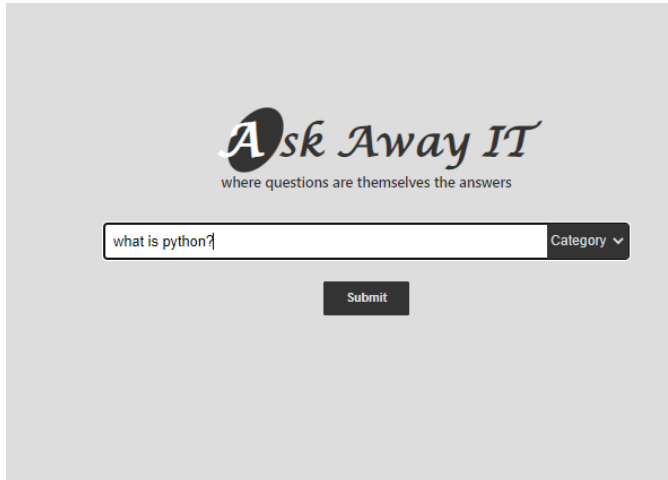 Ask Away IT
where questions are themselves the answers
what is python?
Category
Submit